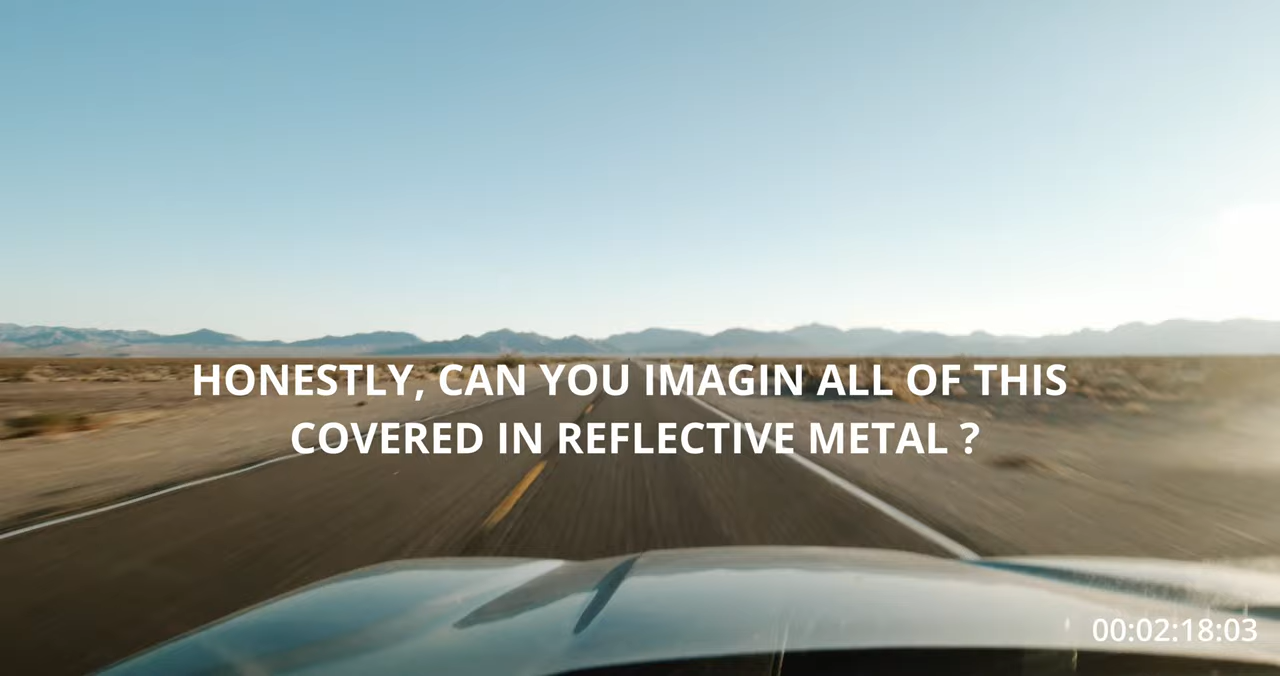 HONESTLY, CAN YOU IMAGIN ALL OF THIS
COVERED IN REFLECTIVE METAL ?
00:02:18:03